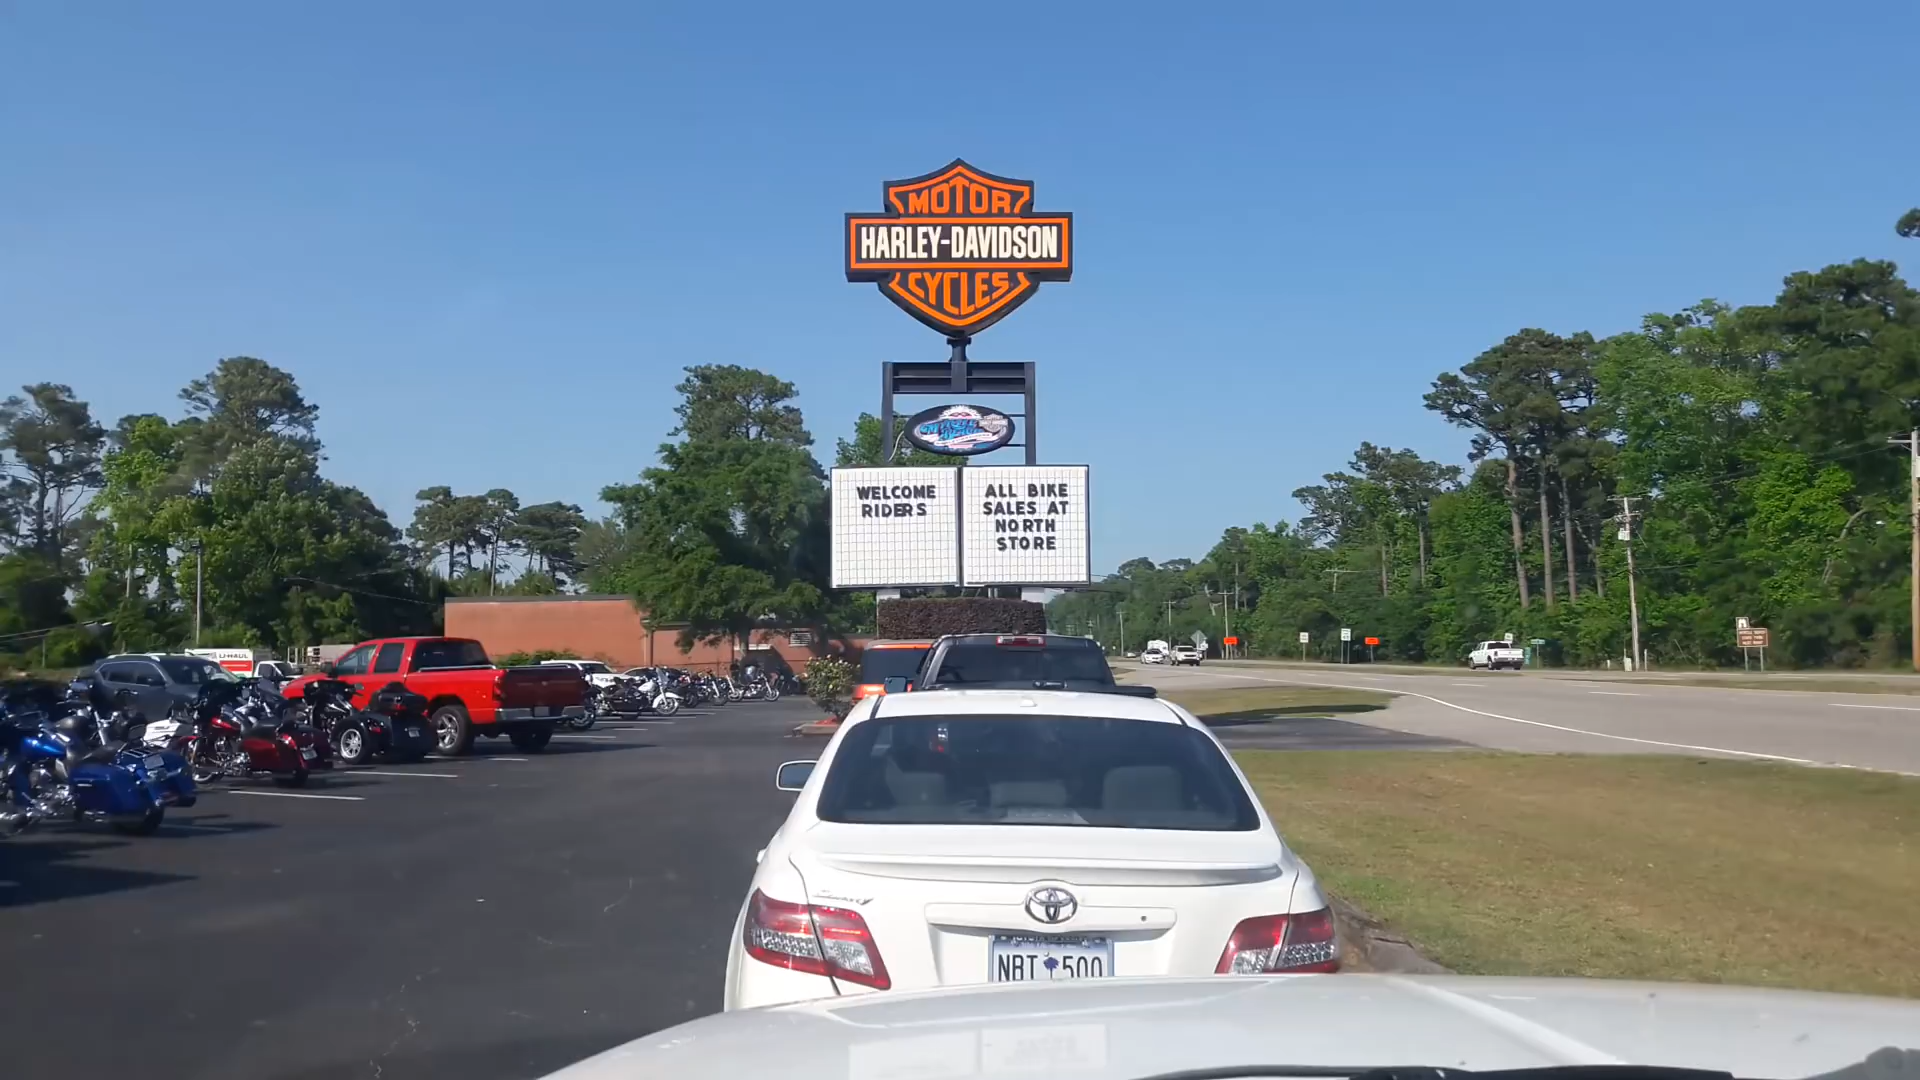 MOTOR
HARLEY-DAVIDSON
CYCLES
WELCOME
RIDERS
ALL BIKE
SALES AT
NORTH
STORE
U-HAUL
NBT 500